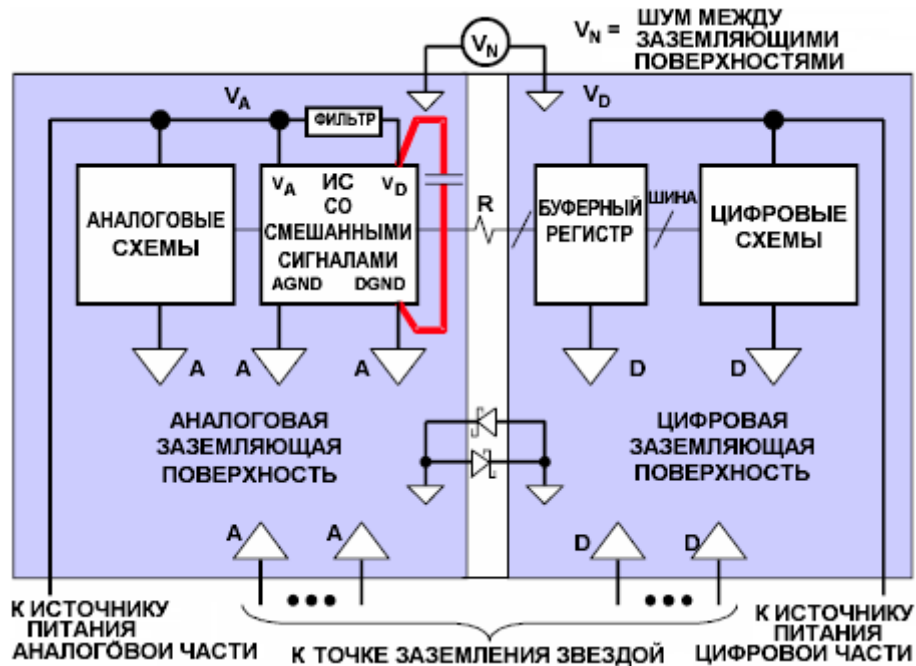 V_N = ШУМ МЕЖДУ
ЗАЗЕМЛЯЮЩИМИ
ПОВЕРХНОСТЯМИ
V_N
V_A
V_D
ФИЛЬТР
АНАЛОГОВЫЕ
СХЕМЫ
V_A ИС V_D
СО
СМЕШАННЫМИ
СИГНАЛАМИ
AGND DGND
R
БУФЕРНЫЙ
РЕГИСТР
ШИНА
ЦИФРОВЫЕ
СХЕМЫ
A A A
D D
АНАЛОГОВАЯ
ЗАЗЕМЛЯЮЩАЯ
ПОВЕРХНОСТЬ
ЦИФРОВАЯ
ЗАЗЕМЛЯЮЩАЯ
ПОВЕРХНОСТЬ
A A
D D
К ИСТОЧНИКУ
ПИТАНИЯ
АНАЛОГОВОИ ЧАСТИ
К ТОЧКЕ ЗАЗЕМЛЕНИЯ ЗВЕЗДОЙ
К ИСТОЧНИКУ
ПИТАНИЯ
ЦИФРОВОЙ ЧАСТИ